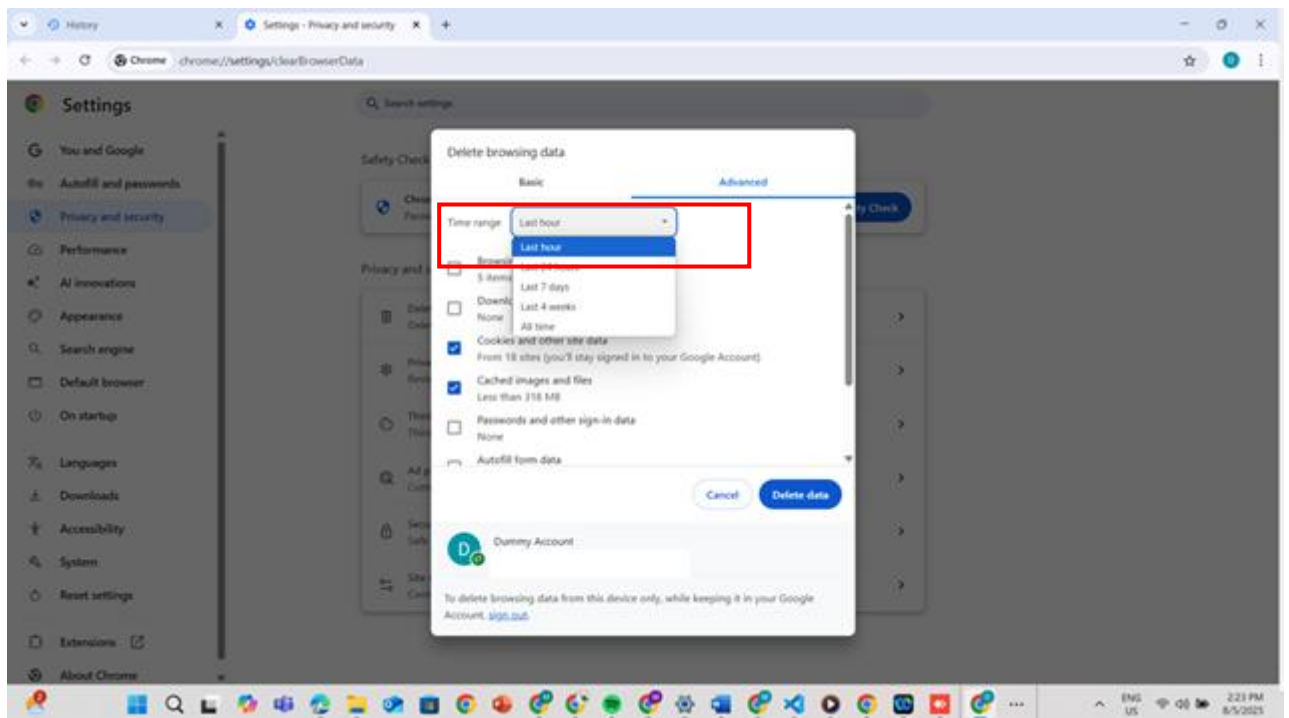 History
Settings - Privacy and security
Chrome
chrome://settings/clearBrowserData
Settings
Search settings
You and Google
Autofill and passwords
Privacy and security
Performance
AI innovations
Appearance
Search engine
Default browser
On startup
Languages
Downloads
Accessibility
System
Reset settings
Extensions
About Chrome
Safety Check
Privacy and
Delete browsing data
Basic
Advanced
Time range
Last hour
Last hour
Last 24 hours
Last 7 days
Last 4 weeks
All time
5 items
None
Cookies and other site data
From 18 sites (you'll stay signed in to your Google Account)
Cached images and files
Less than 318 MB
Passwords and other sign-in data
None
Autofill form data
Cancel
Delete data
D
Dummy Account
To delete browsing data from this device only, while keeping it in your Google
Account, sign out.
ENG
US
2:23 PM
8/5/2025